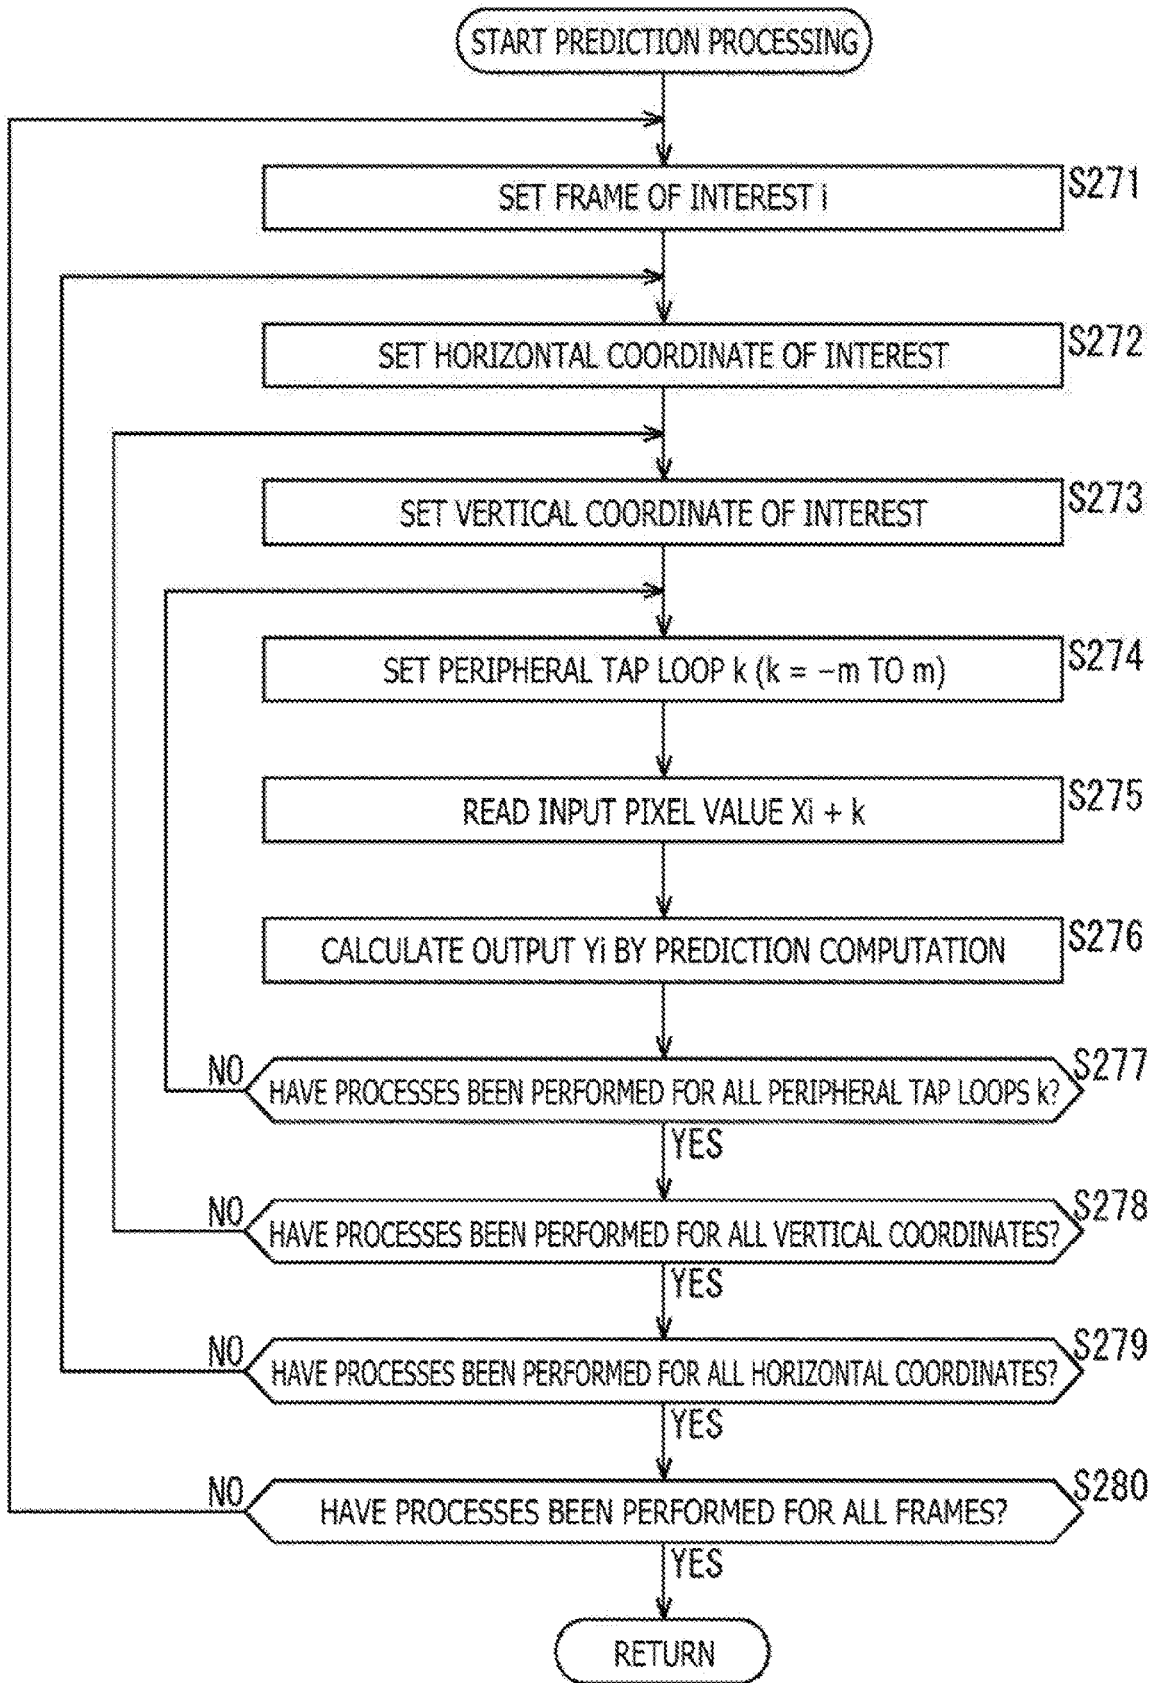 START PREDICTION PROCESSING
SET FRAME OF INTEREST i
S271
SET HORIZONTAL COORDINATE OF INTEREST
S272
SET VERTICAL COORDINATE OF INTEREST
S273
SET PERIPHERAL TAP LOOP k (k = −m TO m)
S274
READ INPUT PIXEL VALUE Xi + k
S275
CALCULATE OUTPUT Yi BY PREDICTION COMPUTATION
S276
NO
HAVE PROCESSES BEEN PERFORMED FOR ALL PERIPHERAL TAP LOOPS k?
S277
YES
NO
HAVE PROCESSES BEEN PERFORMED FOR ALL VERTICAL COORDINATES?
S278
YES
NO
HAVE PROCESSES BEEN PERFORMED FOR ALL HORIZONTAL COORDINATES?
S279
YES
NO
HAVE PROCESSES BEEN PERFORMED FOR ALL FRAMES?
S280
YES
RETURN